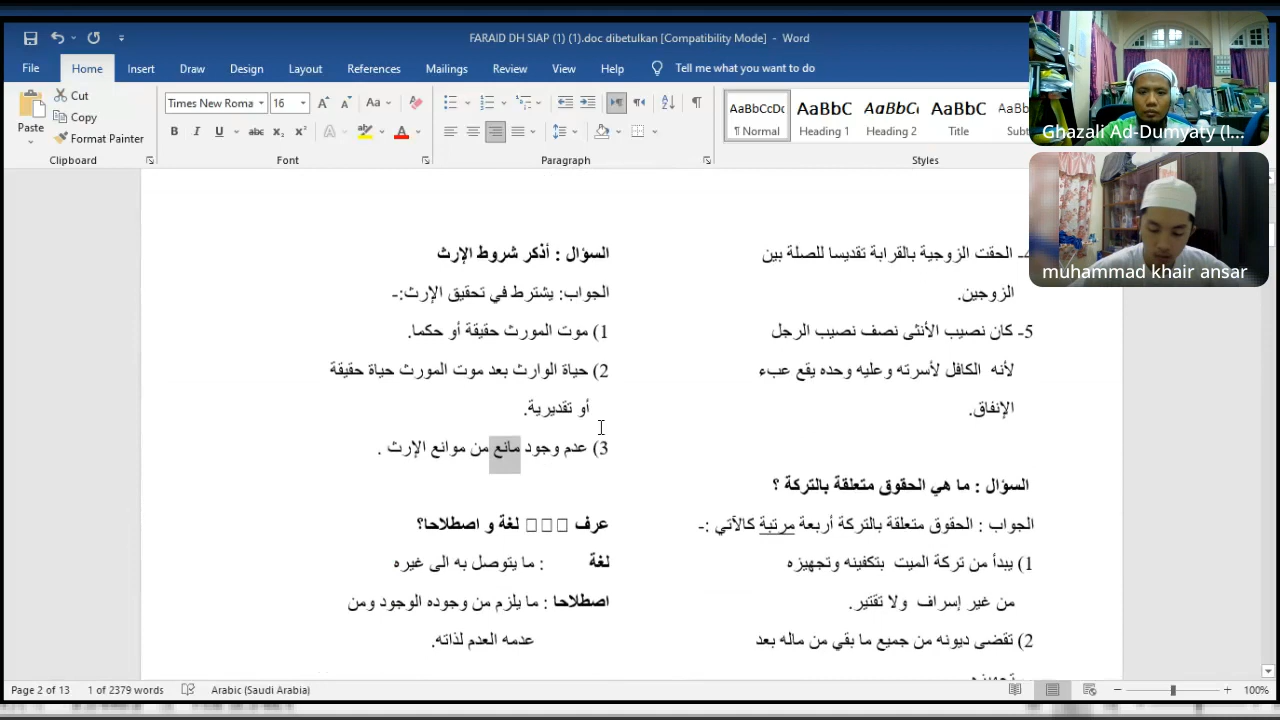 FARAID DH SIAP (1) (1).doc dibetulkan [Compatibility Mode] - Word
File Home Insert Draw Design Layout References Mailings Review View Help Tell me what you want to do
Paste
Cut
Copy
Format Painter
Clipboard
Times New Roma 16
Font
Paragraph
AaBbCcDc AaBbC AaBbCc AaBbC
¶ Normal Heading 1 Heading 2 Title
Styles
Ghazali Ad-Dumyaty (I...
muhammad khair ansar
4- الحقت الزوجية بالقرابة تقديسا للصلة بين
الزوجين.
5- كان نصيب الأنثى نصف نصيب الرجل
لأنه الكافل لأسرته وعليه وحده يقع عبء
الإنفاق.
السؤال : ما هي الحقوق متعلقة بالتركة ؟
الجواب : الحقوق متعلقة بالتركة أربعة مرتبة كالآتي :-
1) يبدأ من تركة الميت بتكفينه وتجهيزه
من غير إسراف ولا تقتير.
2) تقضى ديونه من جميع ما بقي من ماله بعد
السؤال : أذكر شروط الإرث
الجواب: يشترط في تحقيق الإرث:-
1) موت المورث حقيقة أو حكما.
2) حياة الوارث بعد موت المورث حياة حقيقة
أو تقديرية.
3) عدم وجود مانع من موانع الإرث .
عرف □□□ لغة و اصطلاحا؟
لغة : ما يتوصل به الى غيره
اصطلاحا : ما يلزم من وجوده الوجود ومن
عدمه العدم لذاته.
Page 2 of 13 1 of 2379 words Arabic (Saudi Arabia) 100%